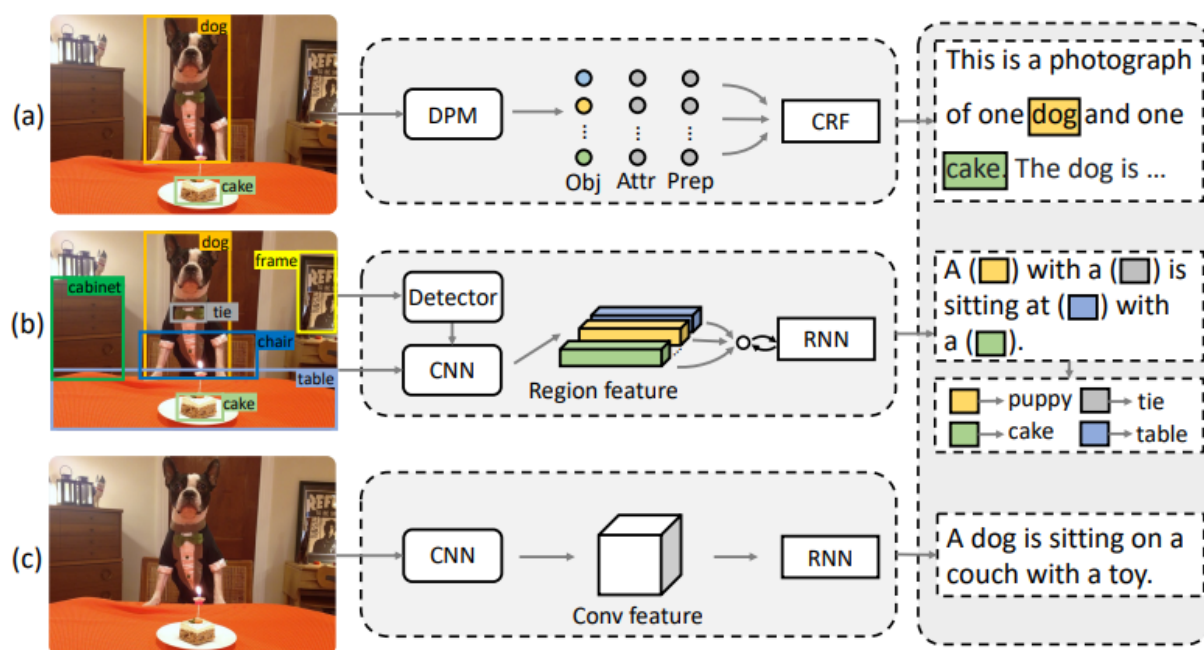 (a)
dog
cake
DPM
Obj Attr Prep
CRF
This is a photograph
of one dog and one
cake. The dog is ...
(b)
dog
frame
cabinet
tie
chair
table
cake
Detector
CNN
Region feature
RNN
A ( ) with a ( ) is
sitting at ( ) with
a ( ).
puppy tie
cake table
(c)
CNN
Conv feature
RNN
A dog is sitting on a
couch with a toy.